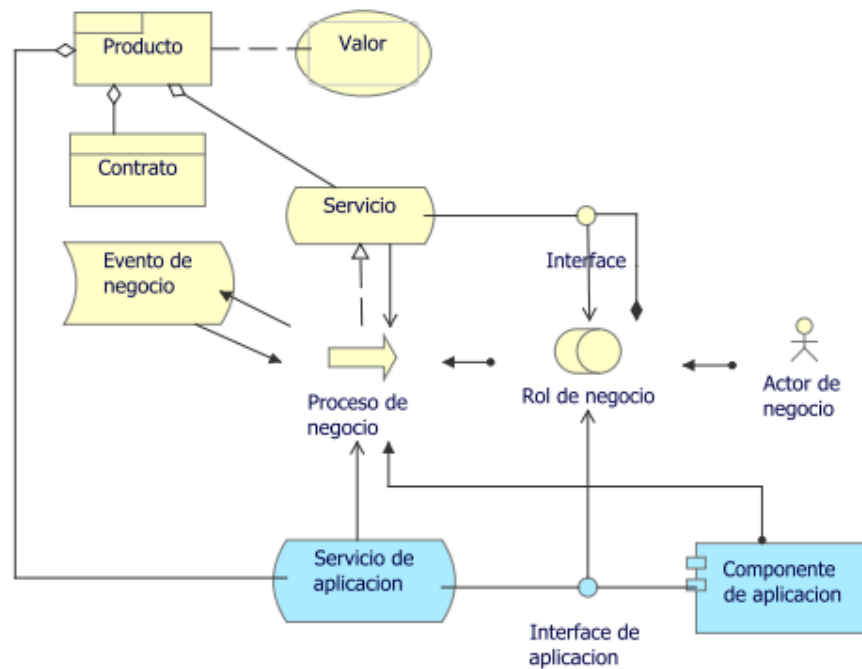 Producto
Valor
Contrato
Servicio
Evento de
negocio
Interface
Proceso de
negocio
Rol de negocio
Actor de
negocio
Servicio de
aplicacion
Componente
de aplicacion
Interface de
aplicacion